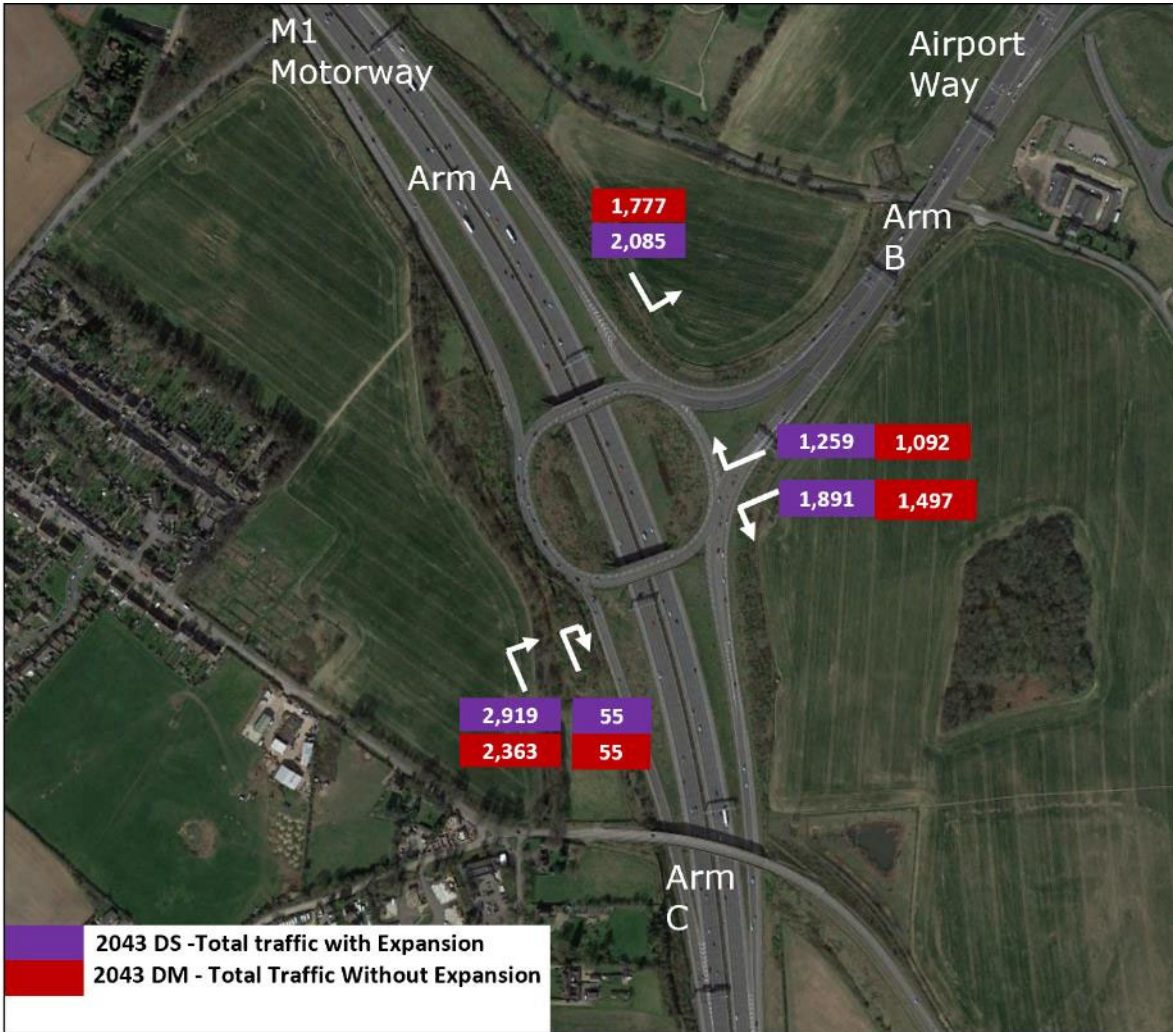 M1
Motorway
Airport
Way
Arm A
1,777
2,085
Arm
B
1,259 1,092
1,891 1,497
2,919 55
2,363 55
Arm
C
2043 DS -Total traffic with Expansion
2043 DM - Total Traffic Without Expansion